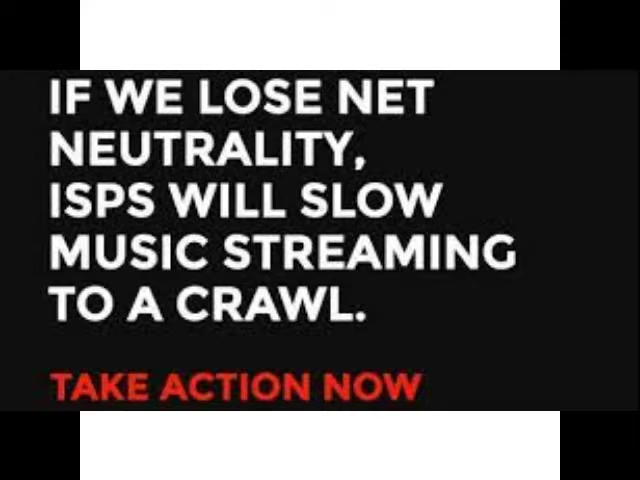 IF WE LOSE NET
NEUTRALITY,
ISPS WILL SLOW
MUSIC STREAMING
TO A CRAWL.
TAKE ACTION NOW